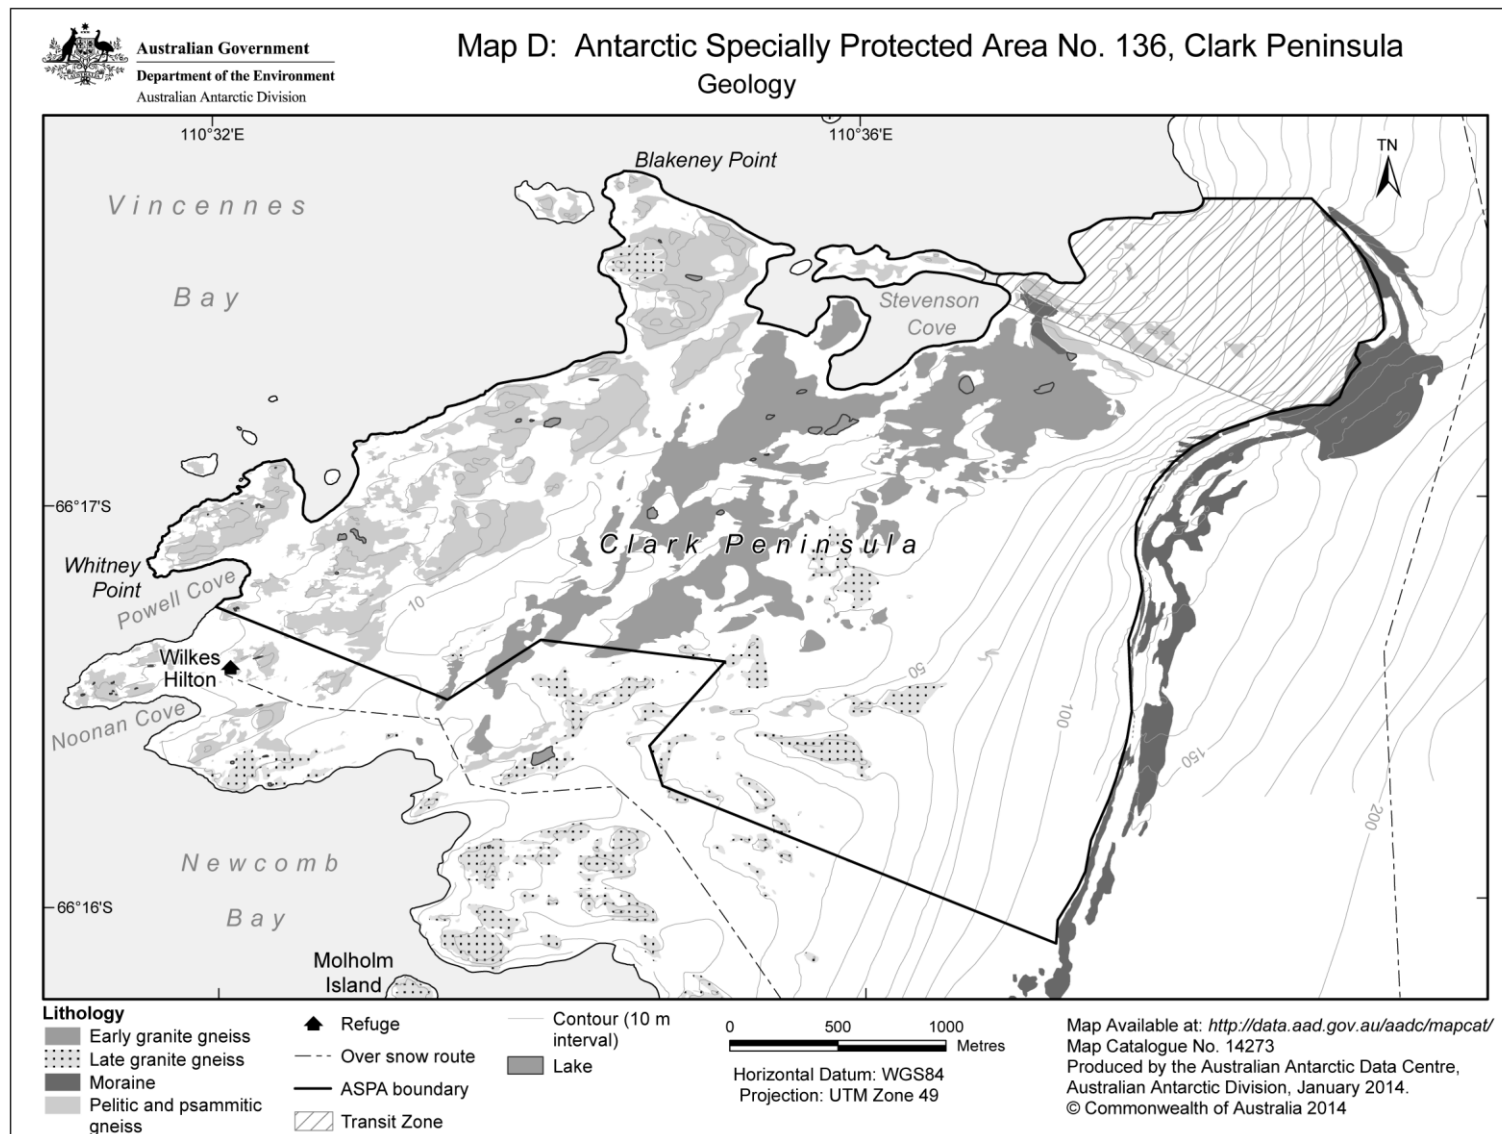 Australian Government
Department of the Environment
Australian Antarctic Division
Map D: Antarctic Specially Protected Area No. 136, Clark Peninsula
Geology
110°32'E
110°36'E
Blakeney Point
TN
Vincennes
Bay
Stevenson
Cove
66°17'S
Clark Peninsula
Whitney
Point
Powell Cove
10
Wilkes
Hilton
50
Noonan Cove
100
150
200
Newcomb
Bay
66°16'S
Molholm
Island
Lithology
Early granite gneiss
Late granite gneiss
Moraine
Pelitic and psammitic
gneiss
Refuge
Over snow route
ASPA boundary
Transit Zone
Contour (10 m
interval)
Lake
0 500 1000
Metres
Horizontal Datum: WGS84
Projection: UTM Zone 49
Map Available at: http://data.aad.gov.au/aadc/mapcat/
Map Catalogue No. 14273
Produced by the Australian Antarctic Data Centre,
Australian Antarctic Division, January 2014.
© Commonwealth of Australia 2014